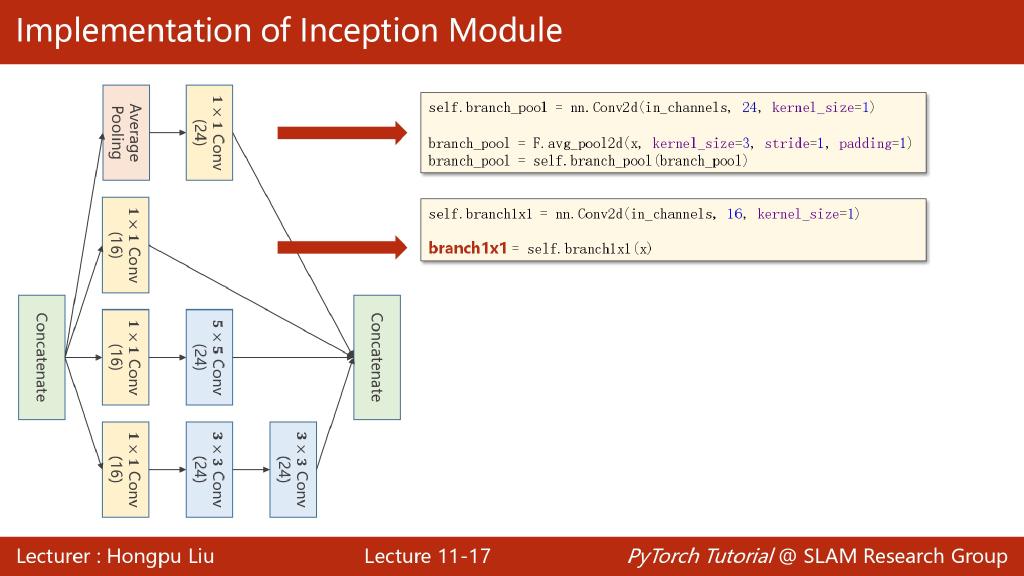 Implementation of Inception Module
Average
Pooling
1 × 1 Conv
(24)
self.branch_pool = nn.Conv2d(in_channels, 24, kernel_size=1)
branch_pool = F.avg_pool2d(x, kernel_size=3, stride=1, padding=1)
branch_pool = self.branch_pool(branch_pool)
1 × 1 Conv
(16)
self.branch1x1 = nn.Conv2d(in_channels, 16, kernel_size=1)
branch1x1 = self.branch1x1(x)
Concatenate
1 × 1 Conv
(16)
5 × 5 Conv
(24)
Concatenate
1 × 1 Conv
(16)
3 × 3 Conv
(24)
3 × 3 Conv
(24)
Lecturer : Hongpu Liu
Lecture 11-17
PyTorch Tutorial @ SLAM Research Group